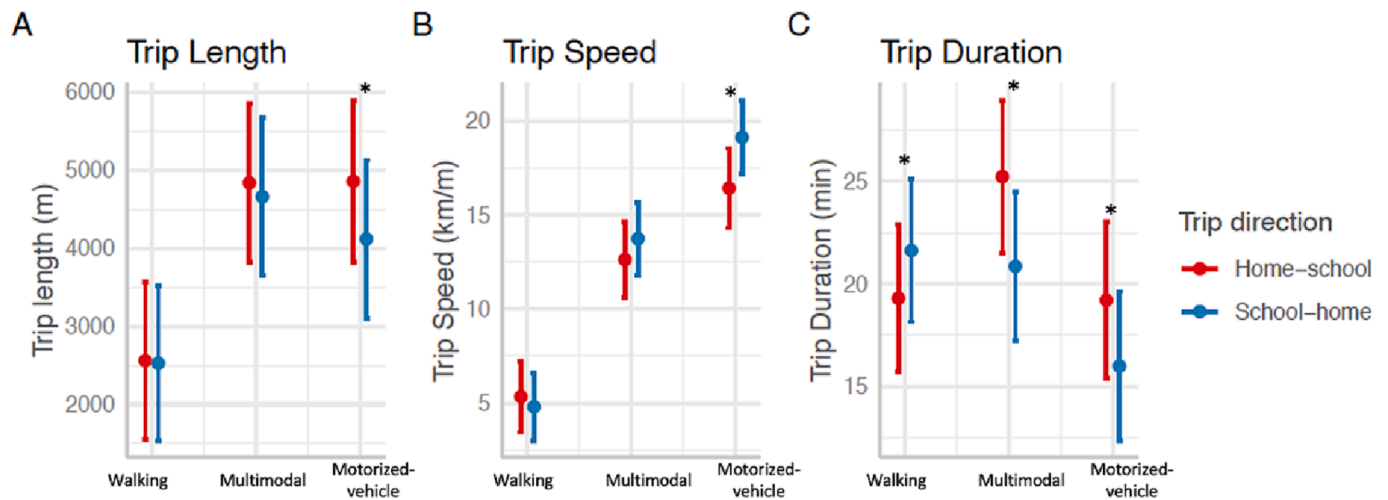 A
Trip Length
*
6000
5000
4000
3000
2000
Trip length (m)
Walking
Multimodal
Motorized-
vehicle
B
Trip Speed
*
20
15
10
5
Trip Speed (km/m)
Walking
Multimodal
Motorized-
vehicle
C
Trip Duration
*
*
*
25
20
15
Trip Duration (min)
Walking
Multimodal
Motorized-
vehicle
Trip direction
Home–school
School–home